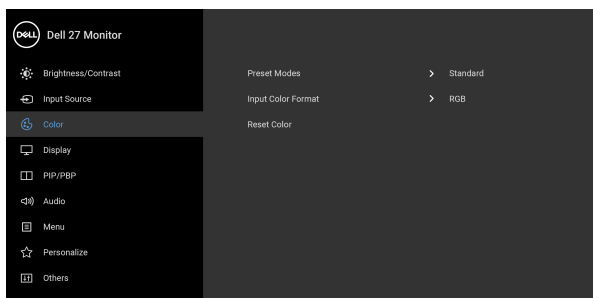 DELL
Dell 27 Monitor
Brightness/Contrast
Preset Modes
Standard
Input Source
Input Color Format
RGB
Color
Reset Color
Display
PIP/PBP
Audio
Menu
Personalize
Others